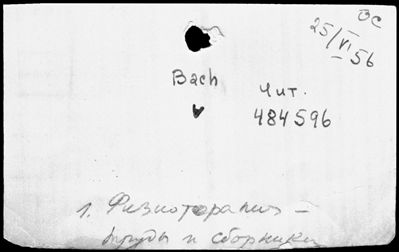 ОС
25/VI 56
Bach
v
Чит.
484596
1. Физиотерапия –
труды и сборники